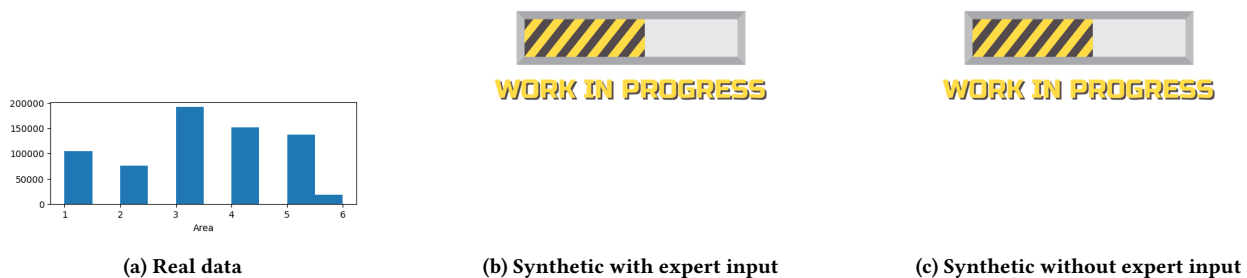 WORK IN PROGRESS
WORK IN PROGRESS
200000
150000
100000
50000
0
1 2 3 4 5 6
Area
(a) Real data
(b) Synthetic with expert input
(c) Synthetic without expert input